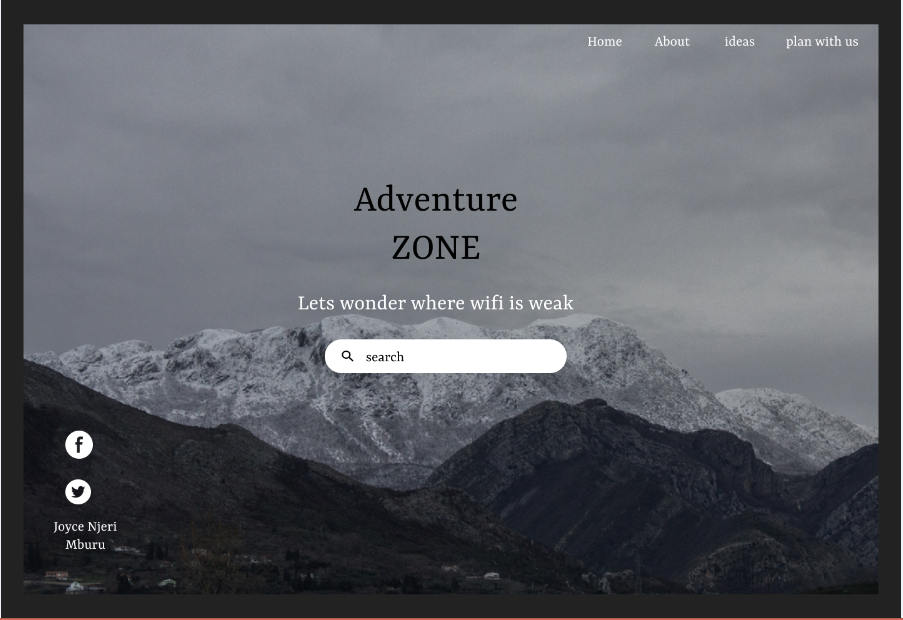 Home About ideas plan with us
Adventure
ZONE
Lets wonder where wifi is weak
search
Joyce Njeri
Mburu